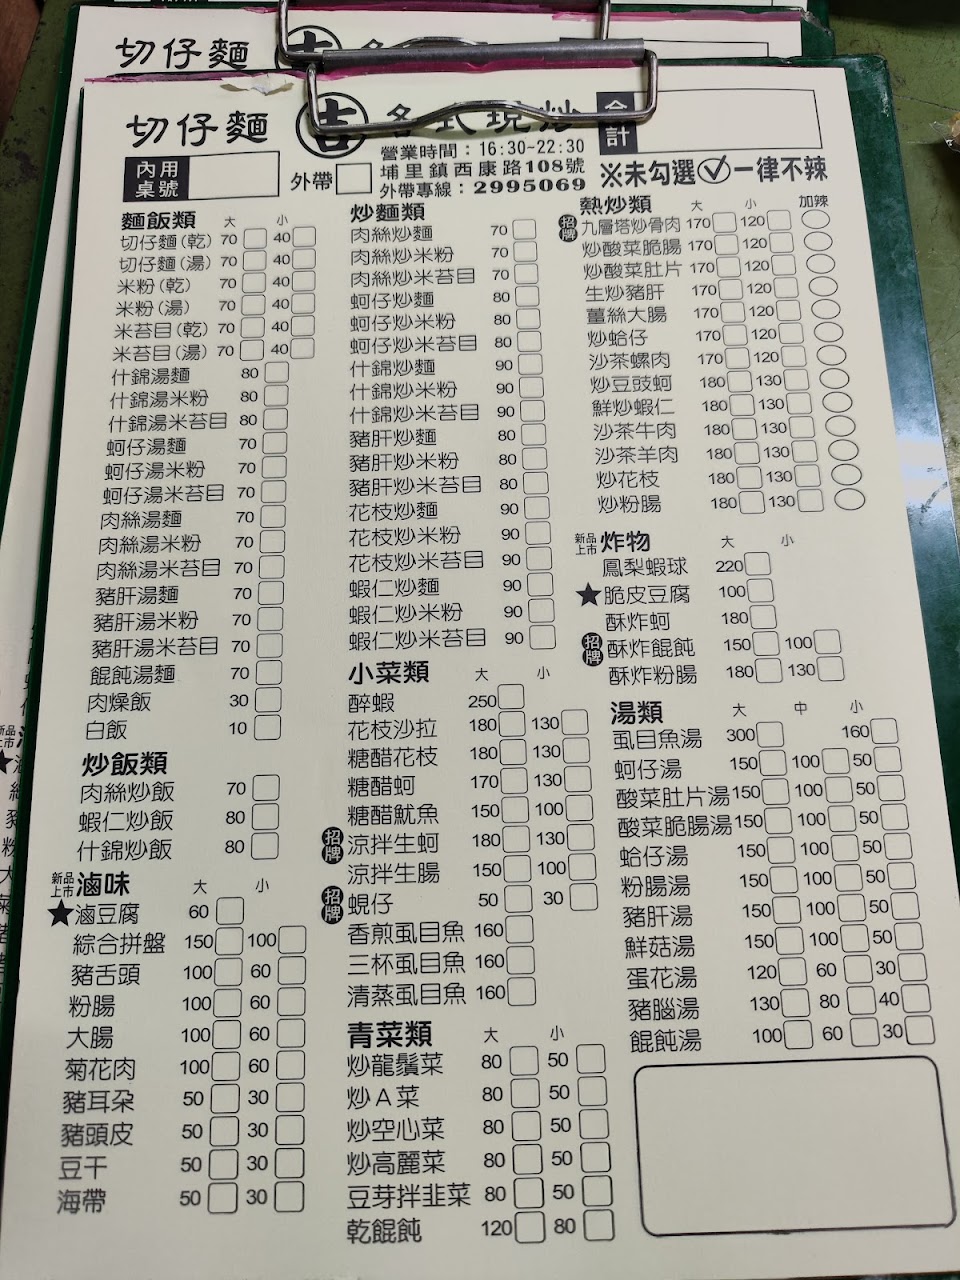 切仔麵
切仔麵 吉 各式現炒 合計
內用桌號 外帶
營業時間：16:30~22:30
埔里鎮西康路108號
外帶專線：2995069
※未勾選 一律不辣
麵飯類 大 小
切仔麵(乾) 70 40
切仔麵(湯) 70 40
米粉(乾) 70 40
米粉(湯) 70 40
米苔目(乾) 70 40
米苔目(湯) 70 40
什錦湯麵 80
什錦湯米粉 80
什錦湯米苔目 80
蚵仔湯麵 70
蚵仔湯米粉 70
蚵仔湯米苔目 70
肉絲湯麵 70
肉絲湯米粉 70
肉絲湯米苔目 70
豬肝湯麵 70
豬肝湯米粉 70
豬肝湯米苔目 70
餛飩湯麵 70
肉燥飯 30
白飯 10
炒飯類
肉絲炒飯 70
蝦仁炒飯 80
什錦炒飯 80
新品上市 滷味 大 小
★滷豆腐 60
綜合拼盤 150 100
豬舌頭 100 60
粉腸 100 60
大腸 100 60
菊花肉 100 60
豬耳朵 50 30
豬頭皮 50 30
豆干 50 30
海帶 50 30
炒麵類
肉絲炒麵 70
肉絲炒米粉 70
肉絲炒米苔目 70
蚵仔炒麵 80
蚵仔炒米粉 80
蚵仔炒米苔目 80
什錦炒麵 90
什錦炒米粉 90
什錦炒米苔目 90
豬肝炒麵 80
豬肝炒米粉 80
豬肝炒米苔目 80
花枝炒麵 90
花枝炒米粉 90
花枝炒米苔目 90
蝦仁炒麵 90
蝦仁炒米粉 90
蝦仁炒米苔目 90
小菜類 大 小
醉蝦 250
花枝沙拉 180 130
糖醋花枝 180 130
糖醋蚵 170 130
糖醋魷魚 150 100
招牌 涼拌生蚵 180 130
涼拌生腸 150 100
招牌 蜆仔 50 30
香煎虱目魚 160
三杯虱目魚 160
清蒸虱目魚 160
青菜類 大 小
炒龍鬚菜 80 50
炒A菜 80 50
炒空心菜 80 50
炒高麗菜 80 50
豆芽拌韭菜 80 50
乾餛飩 120 80
熱炒類 大 小 加辣
招牌 九層塔炒骨肉 170 120
炒酸菜脆腸 170 120
炒酸菜肚片 170 120
生炒豬肝 170 120
薑絲大腸 170 120
炒蛤仔 170 120
沙茶螺肉 170 120
炒豆豉蚵 180 130
鮮炒蝦仁 180 130
沙茶牛肉 180 130
沙茶羊肉 180 130
炒花枝 180 130
炒粉腸 180 130
新品上市 炸物 大 小
鳳梨蝦球 220
★脆皮豆腐 100
酥炸蚵 180
招牌 酥炸餛飩 150 100
酥炸粉腸 180 130
湯類 大 中 小
虱目魚湯 300 160
蚵仔湯 150 100 50
酸菜肚片湯 150 100 50
酸菜脆腸湯 150 100 50
蛤仔湯 150 100 50
粉腸湯 150 100 50
豬肝湯 150 100 50
鮮菇湯 150 100 50
蛋花湯 120 60 30
豬腦湯 130 80 40
餛飩湯 100 60 30